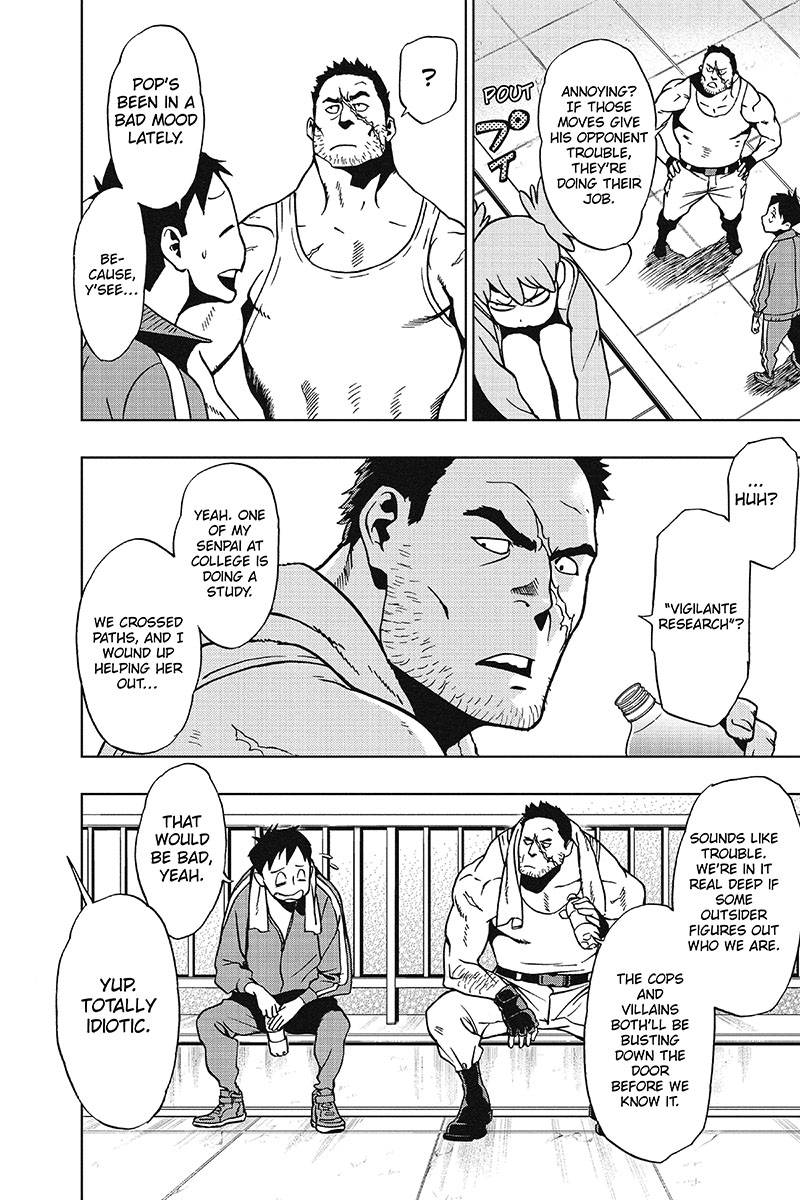 ANNOYING?
IF THOSE
MOVES GIVE
HIS OPPONENT
TROUBLE,
THEY'RE
DOING THEIR
JOB.
POUT
プイ
?
POP'S
BEEN IN A
BAD MOOD
LATELY.
BE-
CAUSE,
Y'SEE...
...
HUH?
"VIGILANTE
RESEARCH"?
YEAH. ONE
OF MY
SENPAI AT
COLLEGE IS
DOING A
STUDY.
WE CROSSED
PATHS, AND I
WOUND UP
HELPING HER
OUT...
SOUNDS LIKE
TROUBLE.
WE'RE IN IT
REAL DEEP IF
SOME
OUTSIDER
FIGURES OUT
WHO WE ARE.
THE COPS
AND
VILLAINS
BOTH'LL BE
BUSTING
DOWN THE
DOOR
BEFORE WE
KNOW IT.
THAT
WOULD
BE BAD,
YEAH.
YUP.
TOTALLY
IDIOTIC.